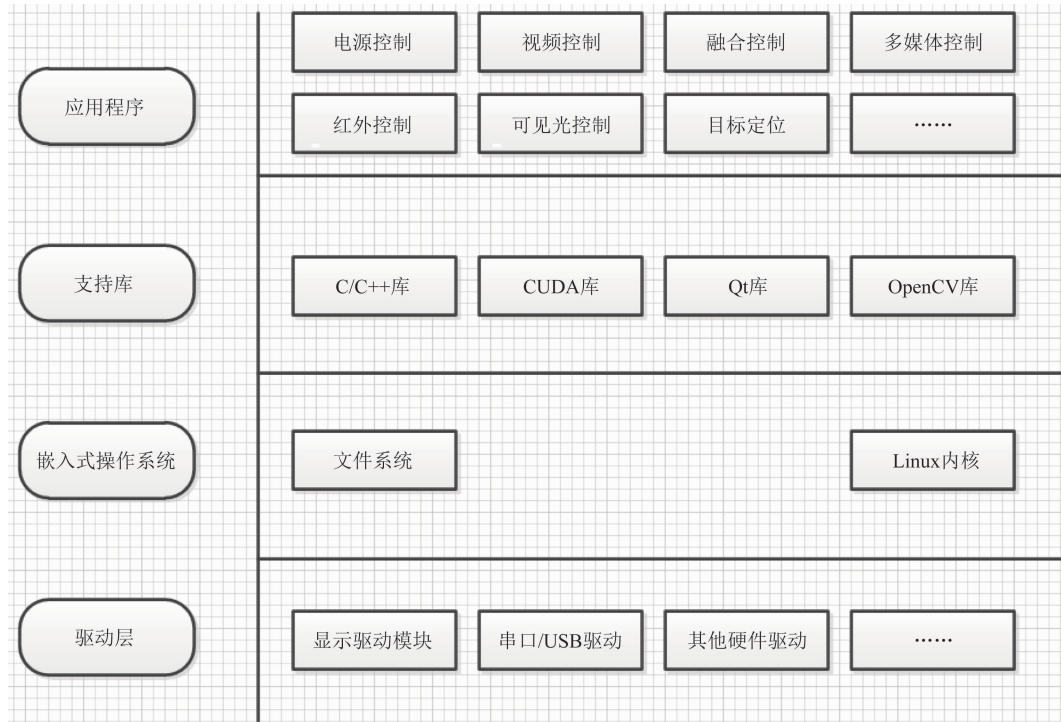 电源控制
视频控制
融合控制
多媒体控制
应用程序
红外控制
可见光控制
目标定位
……
支持库
C/C++库
CUDA库
Qt库
OpenCV库
嵌入式操作系统
文件系统
Linux内核
驱动层
显示驱动模块
串口/USB驱动
其他硬件驱动
……